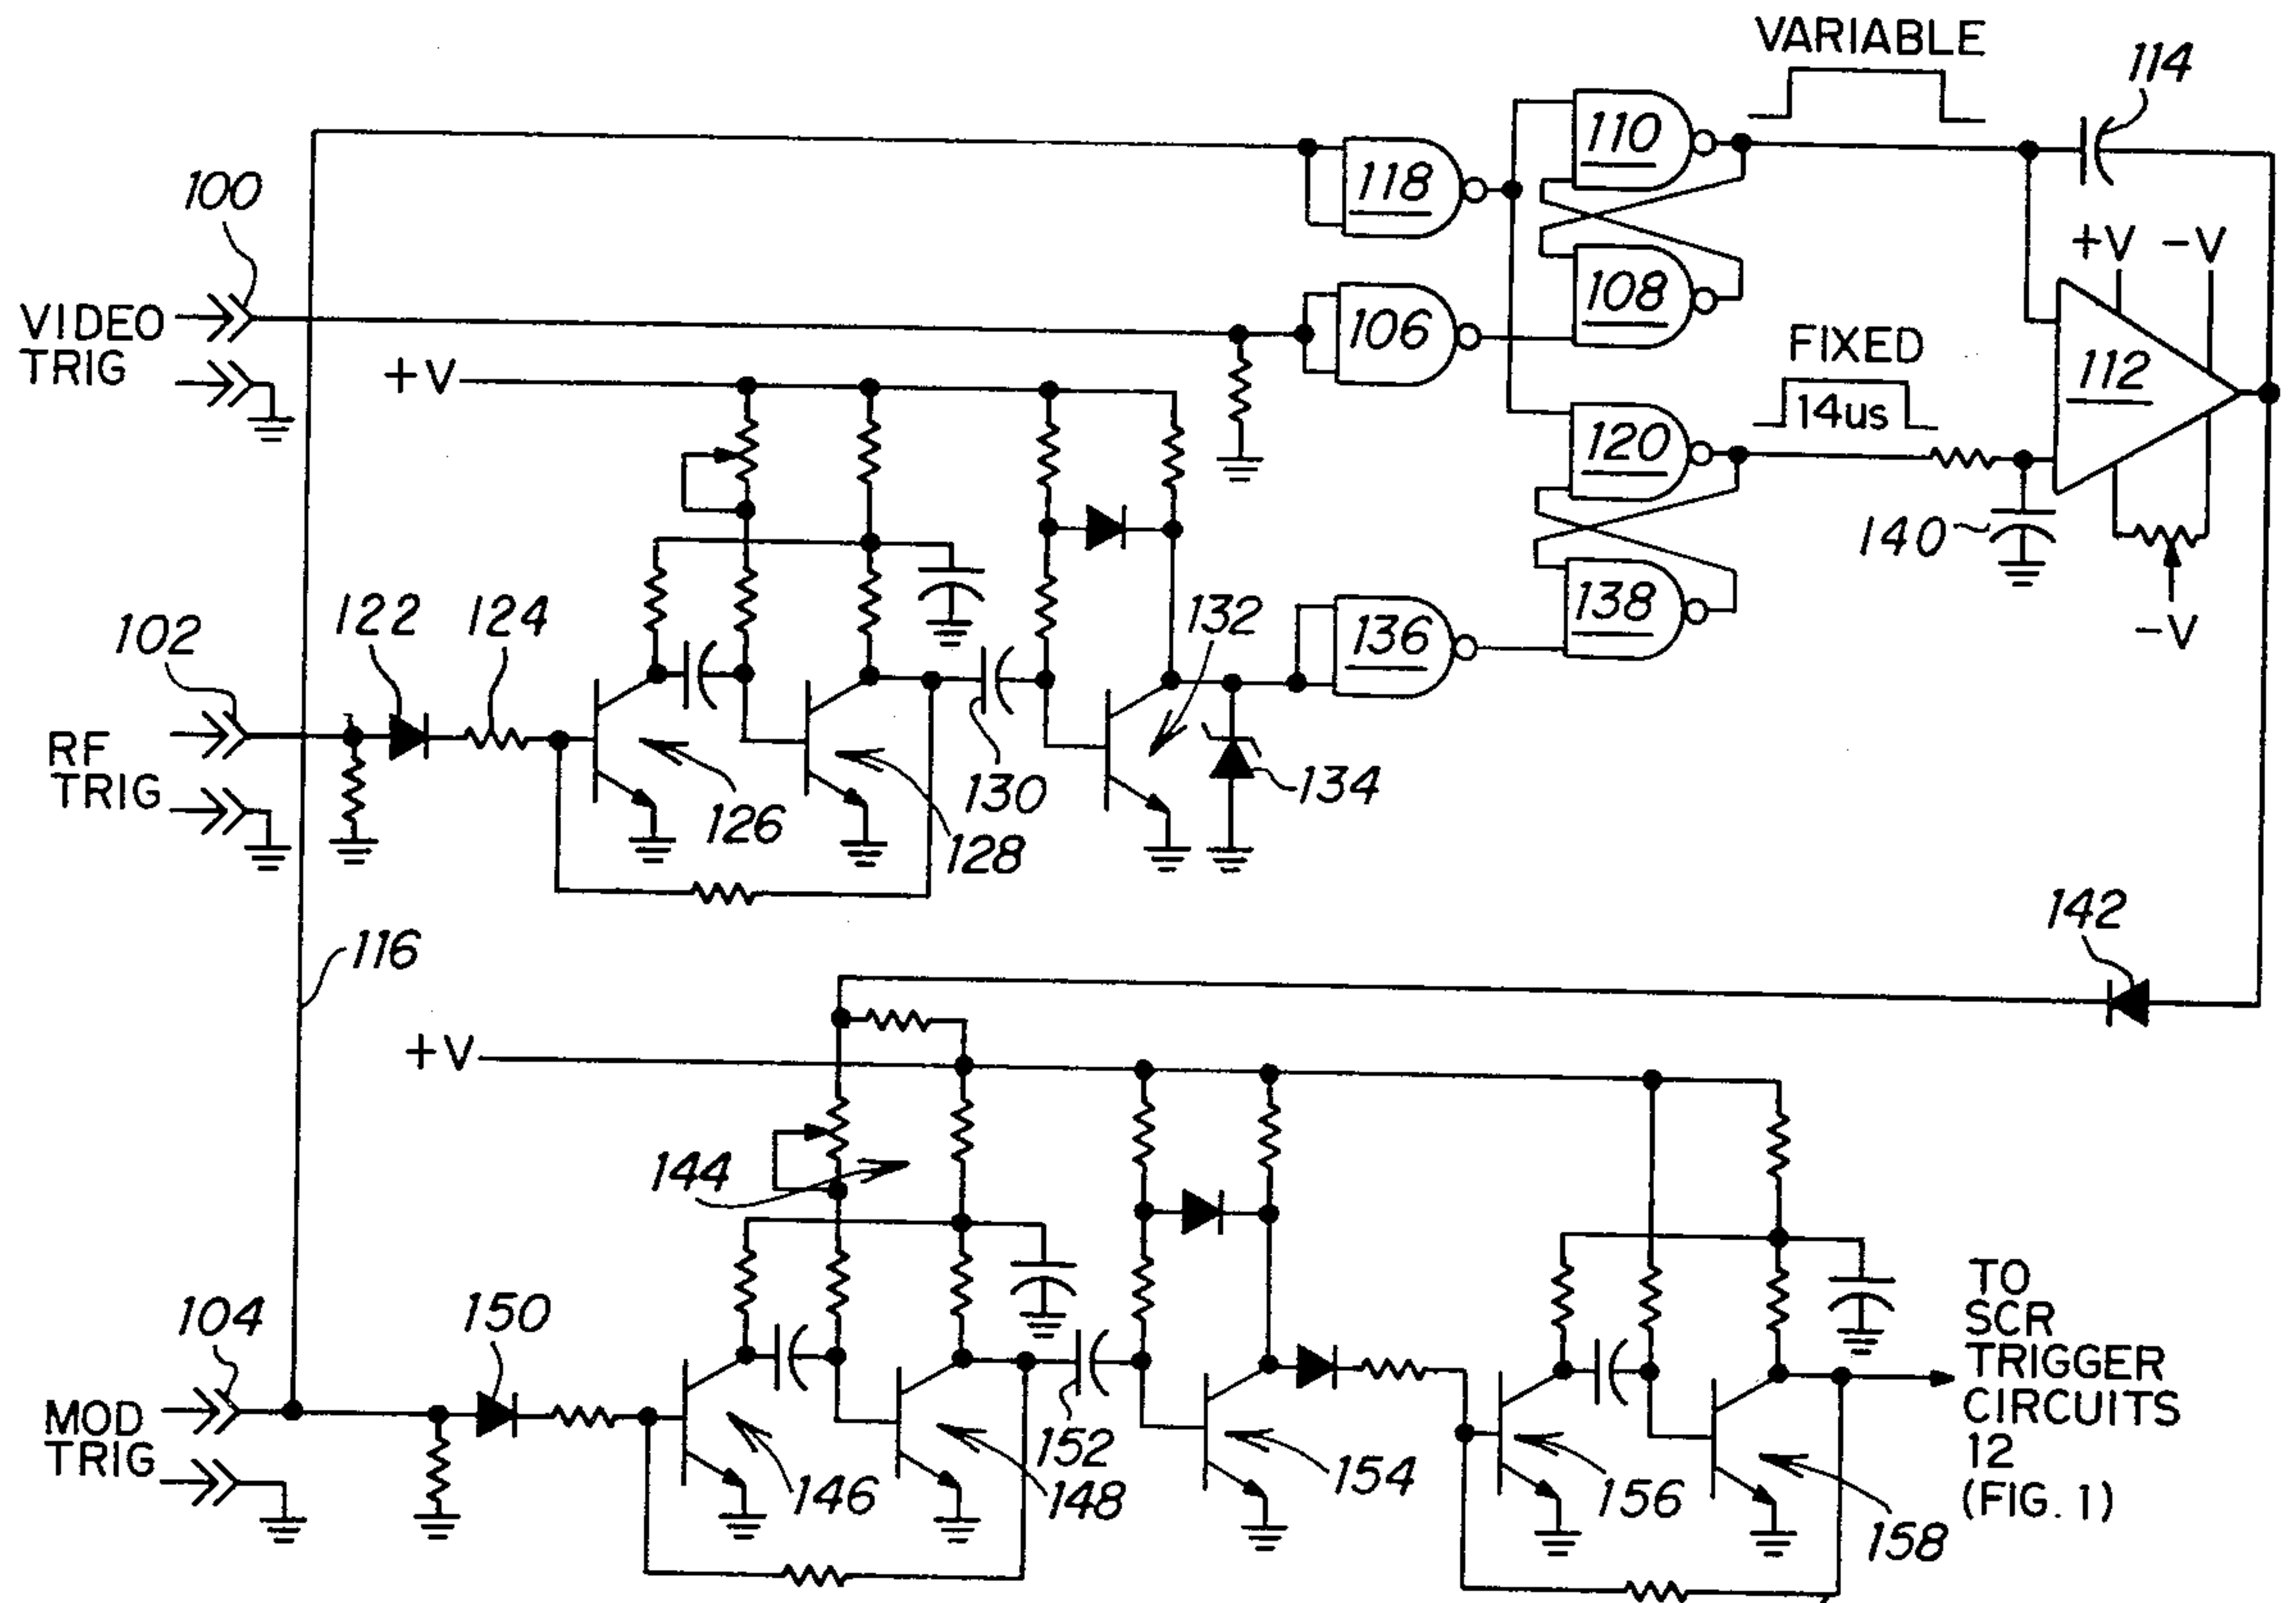 VARIABLE
114
100
118
110
+V -V
VIDEO
TRIG
106
108
FIXED
112
+V
14us
120
140
102
122
124
132
136
138
-V
RF
TRIG
126
130
134
128
142
116
+V
144
104
150
TO
SCR
TRIGGER
CIRCUITS
12
(FIG. 1)
MOD
TRIG
146
152
148
154
156
158